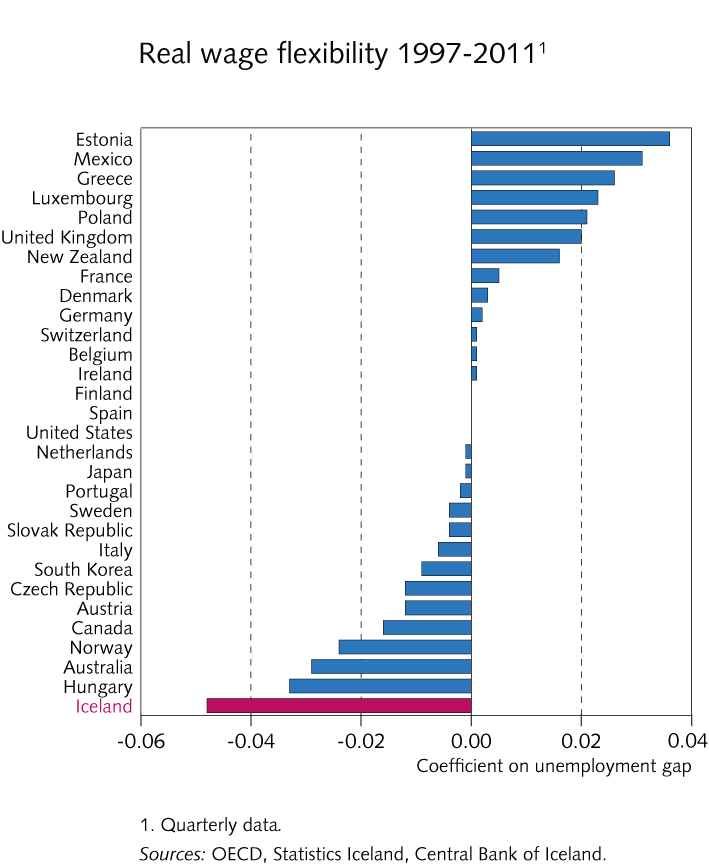 Real wage flexibility 1997-2011¹
Estonia
Mexico
Greece
Luxembourg
Poland
United Kingdom
New Zealand
France
Denmark
Germany
Switzerland
Belgium
Ireland
Finland
Spain
United States
Netherlands
Japan
Portugal
Sweden
Slovak Republic
Italy
South Korea
Czech Republic
Austria
Canada
Norway
Australia
Hungary
Iceland
-0.06 -0.04 -0.02 0.00 0.02 0.04
Coefficient on unemployment gap
1. Quarterly data.
Sources: OECD, Statistics Iceland, Central Bank of Iceland.